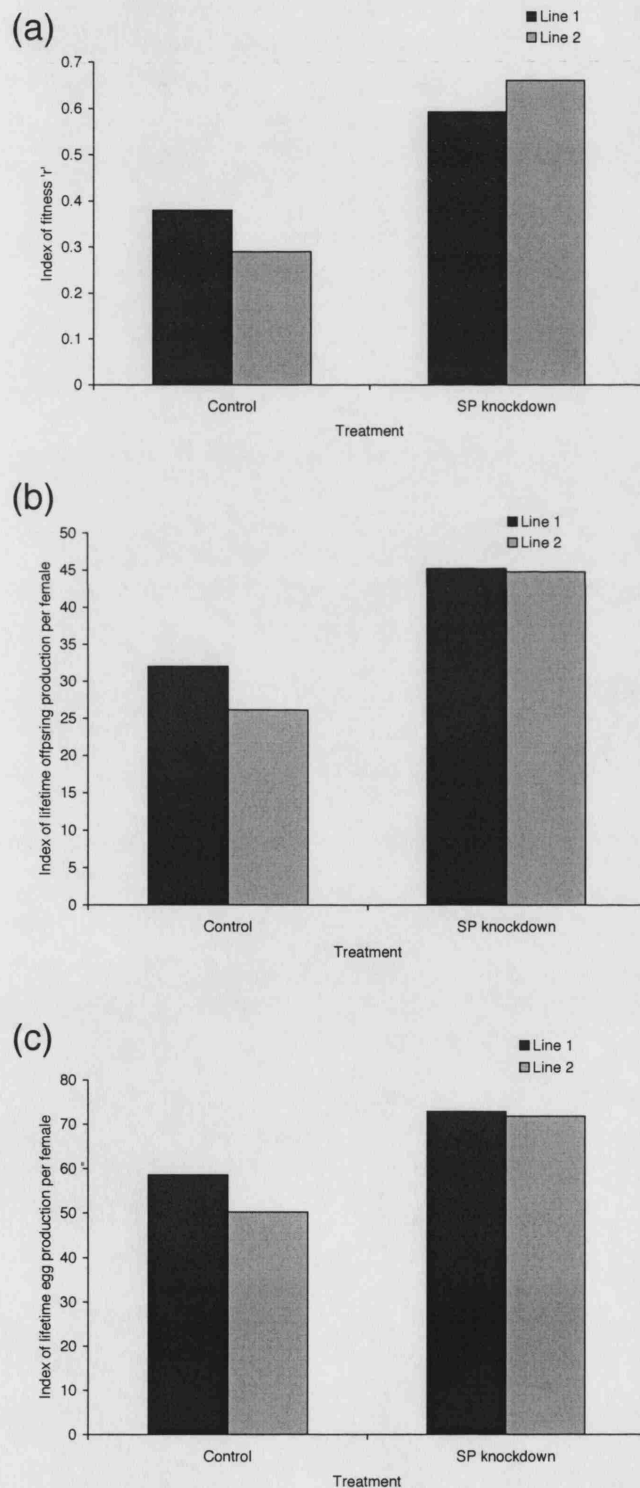 (a)
Line 1
Line 2
Index of fitness 'r'
0.7
0.6
0.5
0.4
0.3
0.2
0.1
0
Control
SP knockdown
Treatment
(b)
Line 1
Line 2
Index of lifetime offpsring production per female
50
45
40
35
30
25
20
15
10
5
0
Control
SP knockdown
Treatment
(c)
Line 1
Line 2
Index of lifetime egg production per female
80
70
60
50
40
30
20
10
0
Control
SP knockdown
Treatment